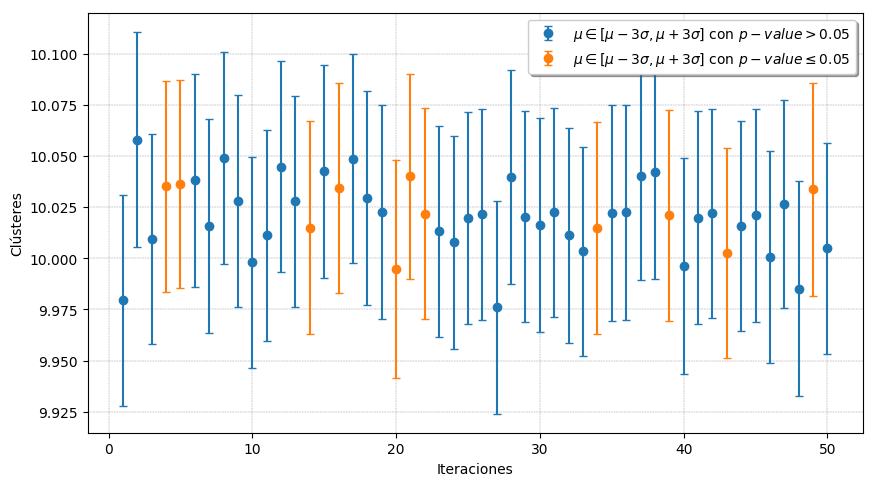 μ ∈ [μ − 3σ, μ + 3σ] con p − value > 0.05
μ ∈ [μ − 3σ, μ + 3σ] con p − value ≤ 0.05
10.100
10.075
10.050
10.025
10.000
9.975
9.950
9.925
Clústeres
0 10 20 30 40 50
Iteraciones